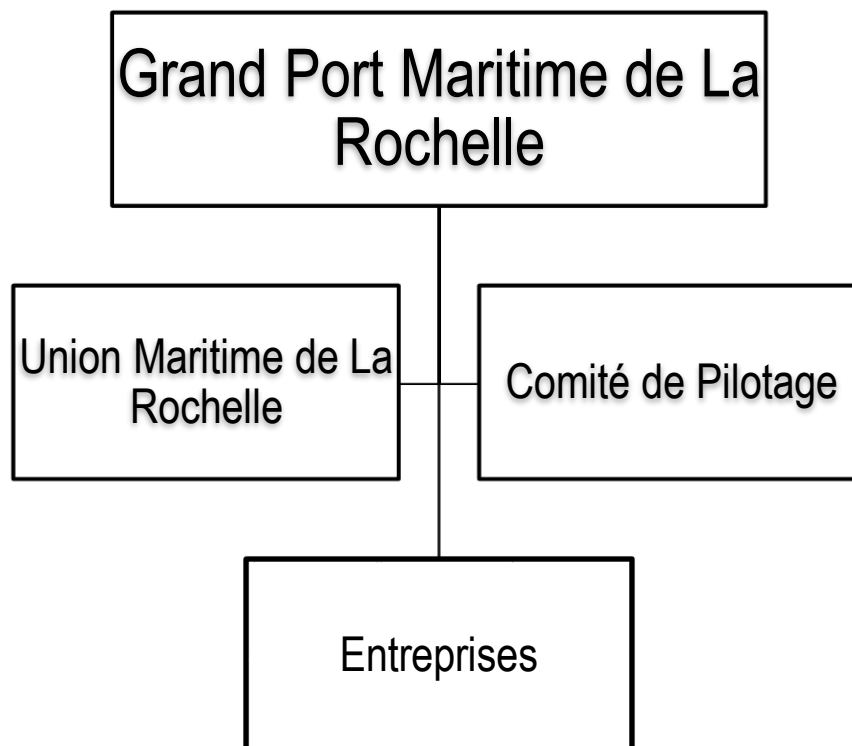 Grand Port Maritime de La
Rochelle
Union Maritime de La
Rochelle
Comité de Pilotage
Entreprises